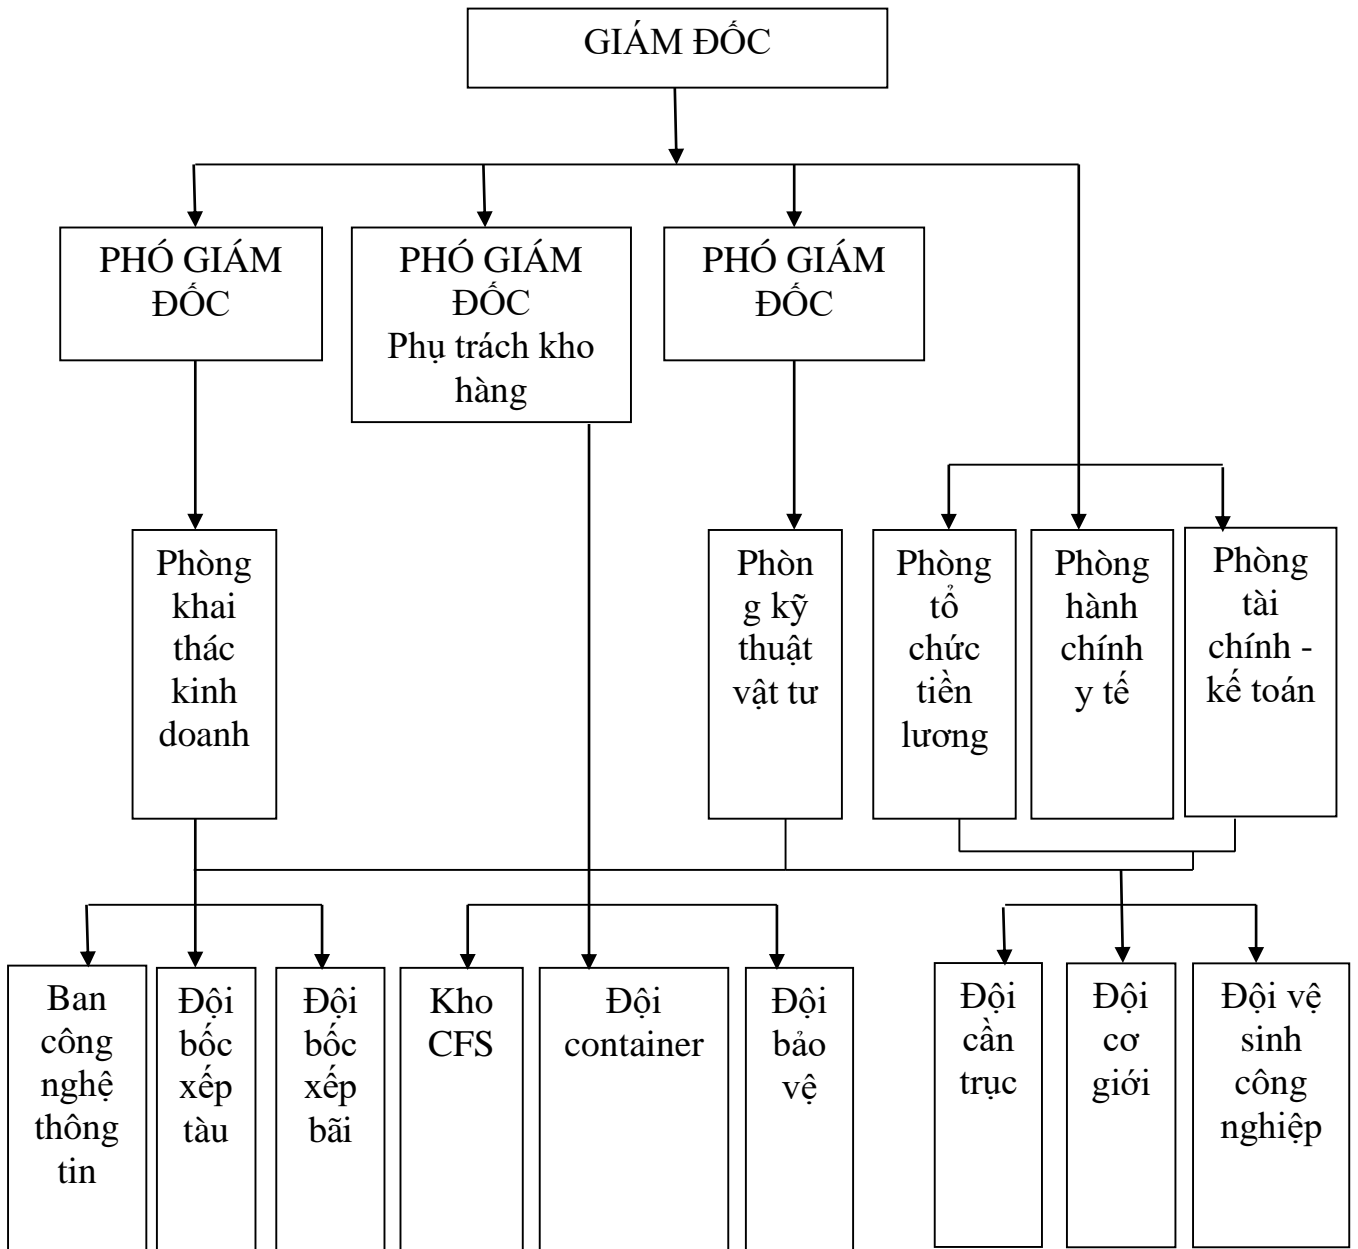 GIÁM ĐỐC
PHÓ GIÁM
ĐỐC
PHÓ GIÁM
ĐỐC
Phụ trách kho
hàng
PHÓ GIÁM
ĐỐC
Phòng
khai
thác
kinh
doanh
Phòn
g kỹ
thuật
vật tư
Phòng
tổ
chức
tiền
lương
Phòng
hành
chính
y tế
Phòng
tài
chính -
kế toán
Ban
công
nghệ
thông
tin
Đội
bốc
xếp
tàu
Đội
bốc
xếp
bãi
Kho
CFS
Đội
container
Đội
bảo
vệ
Đội
cần
trục
Đội
cơ
giới
Đội vệ
sinh
công
nghiệp